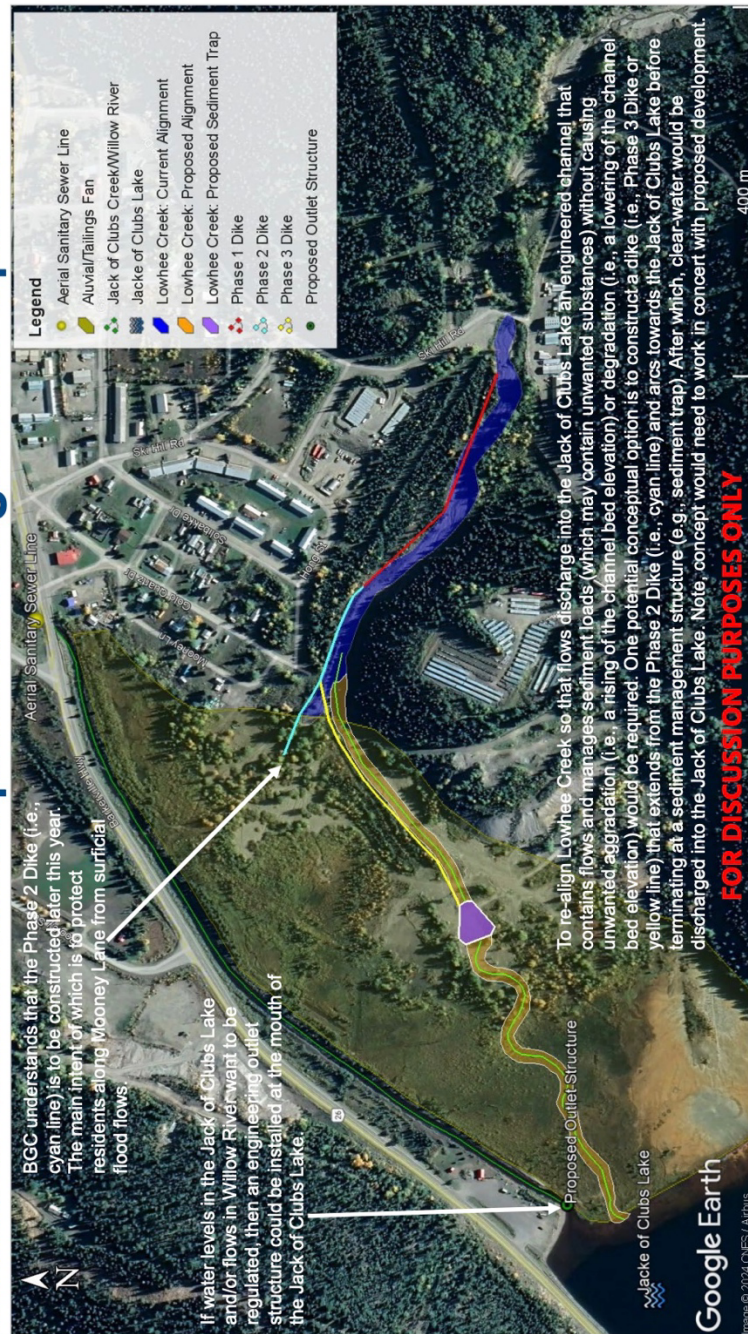 BGC understands that the Phase 2 Dike (i.e.,
cyan line) is to be constructed later this year.
The main intent of which is to protect
residents along Mooney Lane from surficial
flood flows.
N
If water levels in the Jack of Clubs Lake
and/or flows in Willow River want to be
regulated, then an engineering outlet
structure could be installed at the mouth of
the Jack of Clubs Lake.
Legend
Aerial Sanitary Sewer Line
Aluvial/Tailings Fan
Jack of Clubs Creek/Willow River
Jacke of Clubs Lake
Lowhee Creek: Current Alignment
Lowhee Creek: Proposed Alignment
Lowhee Creek: Proposed Sediment Trap
Phase 1 Dike
Phase 2 Dike
Phase 3 Dike
Proposed Outlet Structure
Aerial Sanitary Sewer Line
Barkerville Hwy
26
Mooney Ln
Ski Hill Rd
Ski Hill Rd
Proposed Outlet Structure
Jacke of Clubs Lake
To re-align Lowhee Creek so that flows discharge into the Jack of Clubs Lake an engineered channel that
contains flows and manages sediment loads (which may contain unwanted substances) without causing
unwanted aggradation (i.e., a rising of the channel bed elevation) or degradation (i.e., a lowering of the channel
bed elevation) would be required. One potential conceptual option is to construct a dike (i.e., Phase 3 Dike or
yellow line) that extends from the Phase 2 Dike (i.e., cyan line) and arcs towards the Jack of Clubs Lake before
terminating at a sediment management structure (e.g., sediment trap). After which, clear-water would be
discharged into the Jack of Clubs Lake. Note, concept would need to work in concert with proposed development.
FOR DISCUSSION PURPOSES ONLY
Google Earth
400 m